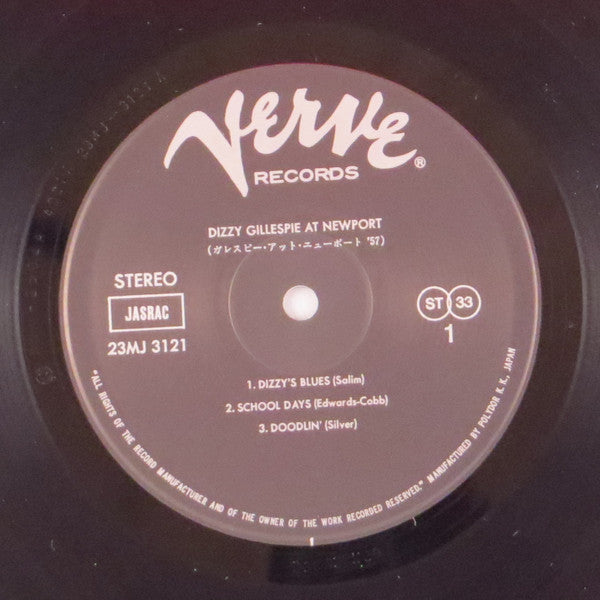 VERVE
RECORDS ®
DIZZY GILLESPIE AT NEWPORT
(ガレスピー・アット・ニューポート '57)
STEREO
JASRAC
23MJ 3121
ST 33
1
1. DIZZY'S BLUES (Salim)
2. SCHOOL DAYS (Edwards-Cobb)
3. DOODLIN' (Silver)
"ALL RIGHTS OF THE RECORD MANUFACTURER AND OF THE OWNER OF THE WORK RECORDED RESERVED." MANUFACTURED BY POLYDOR K. K., JAPAN